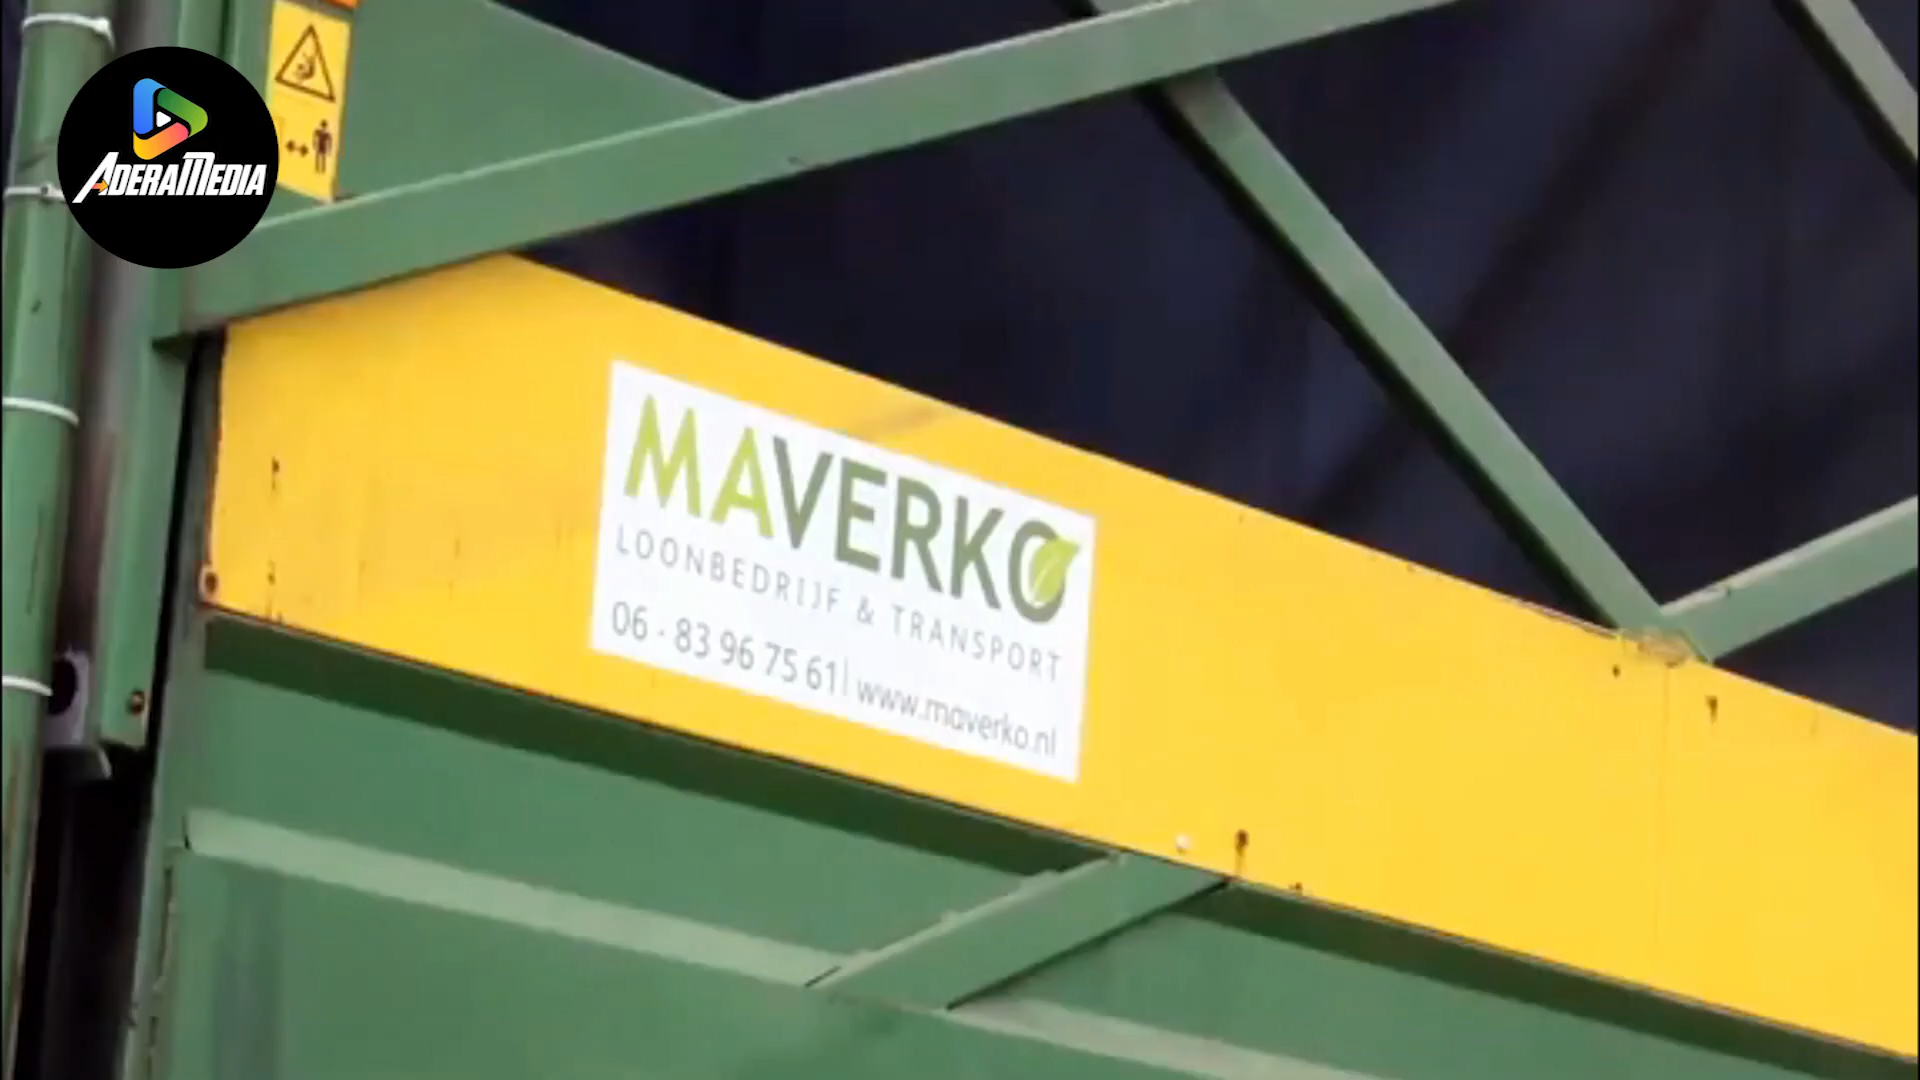 ADERAMEDIA
MAVERKO
LOONBEDRIJF & TRANSPORT
06 - 83 96 75 61 | www.maverko.nl